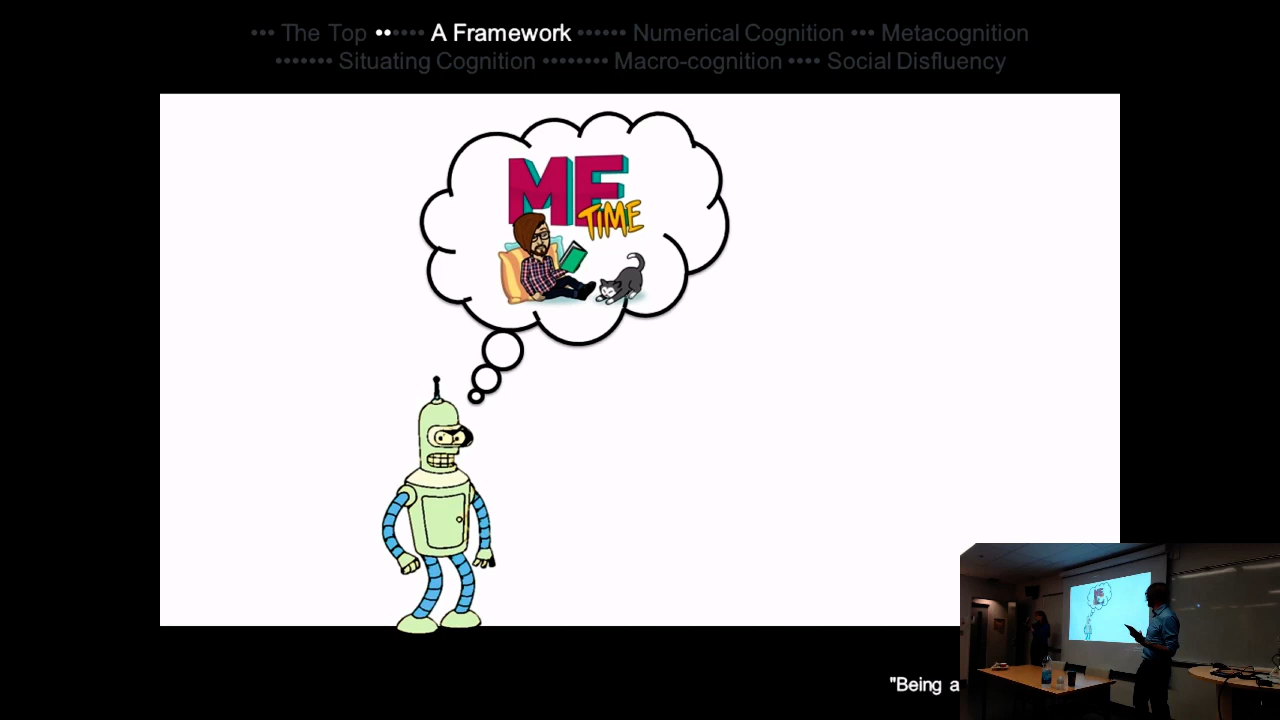 ••• The Top •••••• A Framework •••••• Numerical Cognition ••• Metacognition
••••••• Situating Cognition •••••••• Macro-cognition •••• Social Disfluency
ME
TiME
"Being a